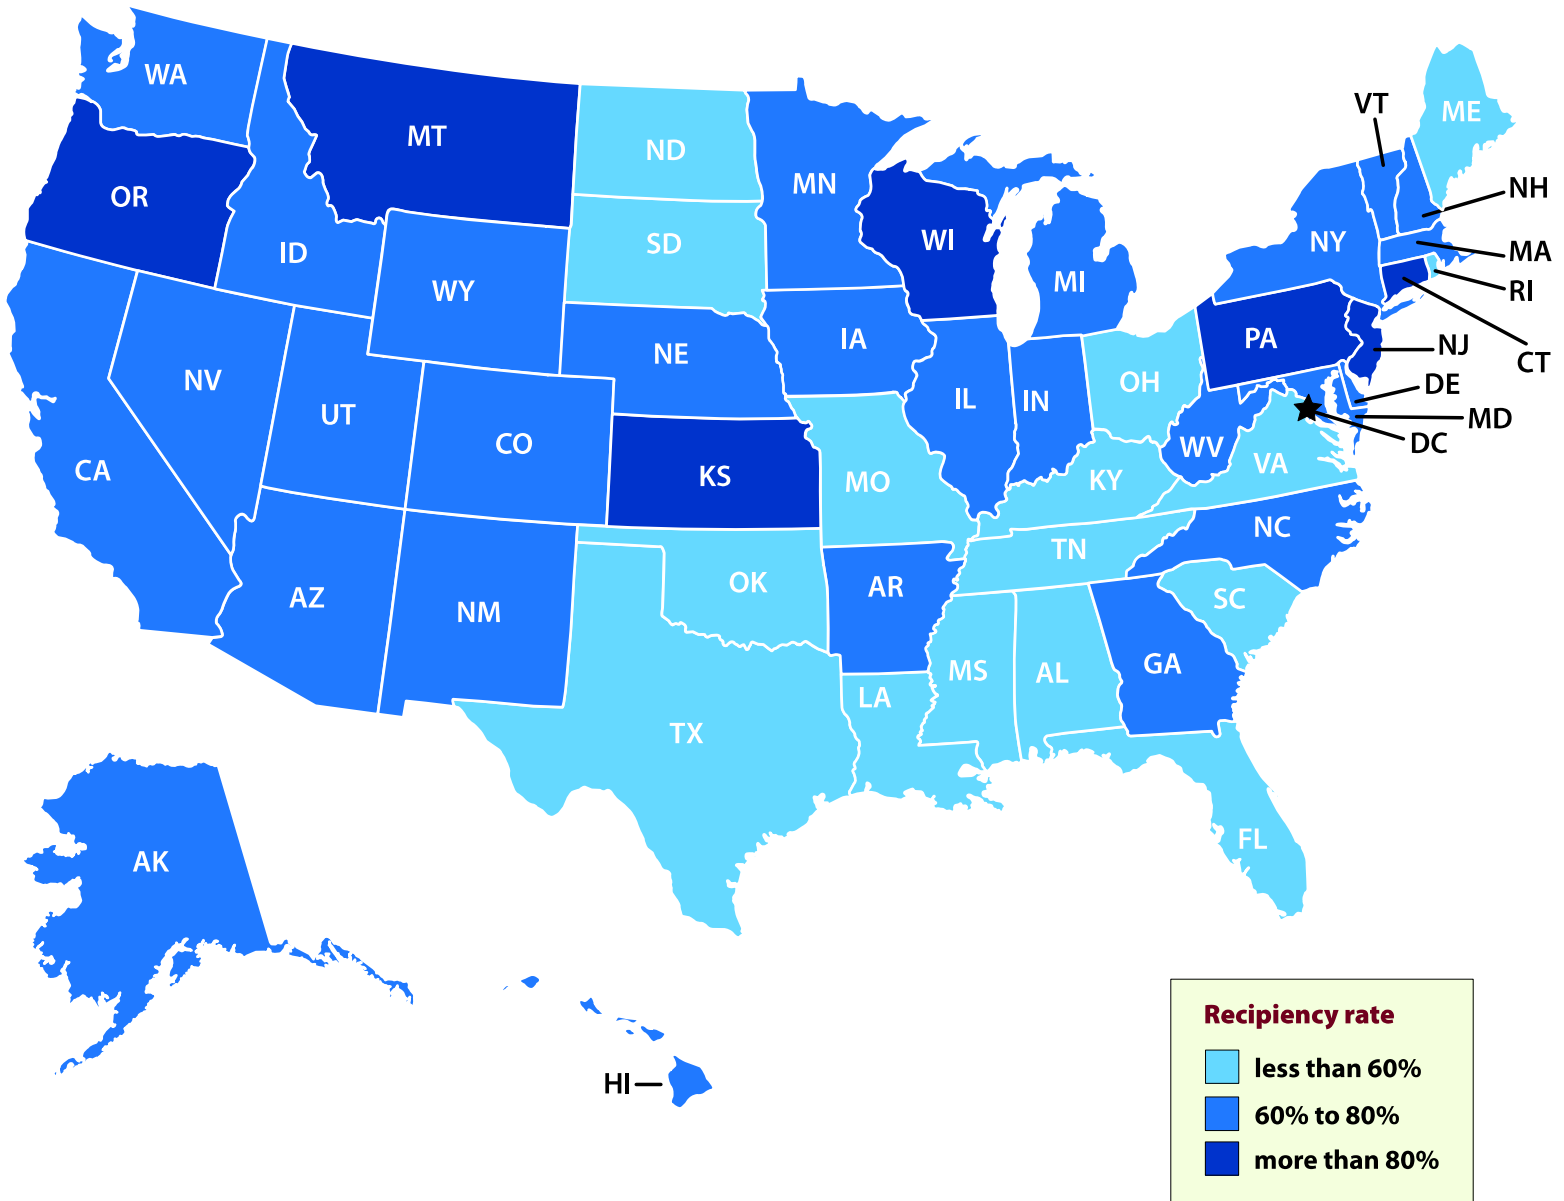 WA
MT
ND
MN
ME
VT
OR
ID
SD
WI
NH
NY
MA
WY
MI
RI
NE
IA
PA
NJ
CT
NV
UT
CO
IL
IN
OH
DE
MD
DC
CA
KS
MO
WV
VA
KY
NC
TN
OK
AR
AZ
NM
SC
MS
AL
GA
LA
TX
FL
AK
HI
Recipiency rate
less than 60%
60% to 80%
more than 80%